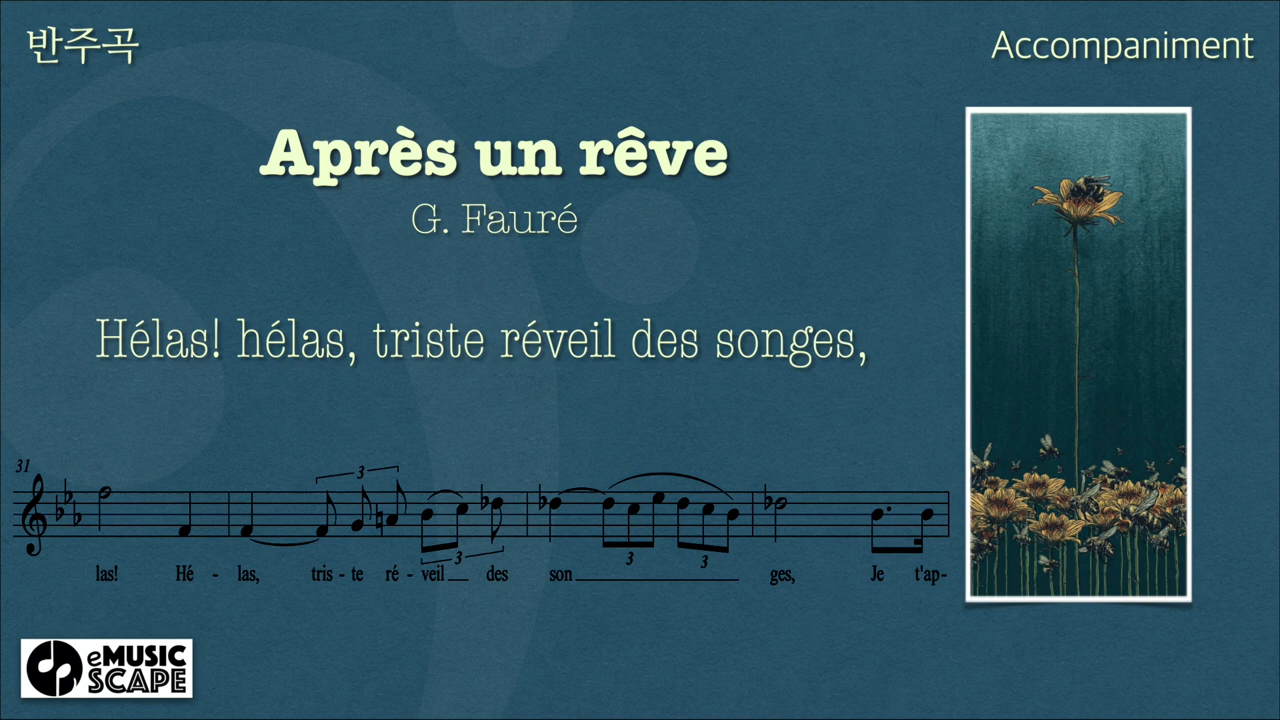 반주곡
Accompaniment
Après un rêve
G. Fauré
Hélas! hélas, triste réveil des songes,
31
3
3
3
3
las! Hé - las, tris - te ré - veil des son ges, Je t'ap-
eMUSIC
SCAPE